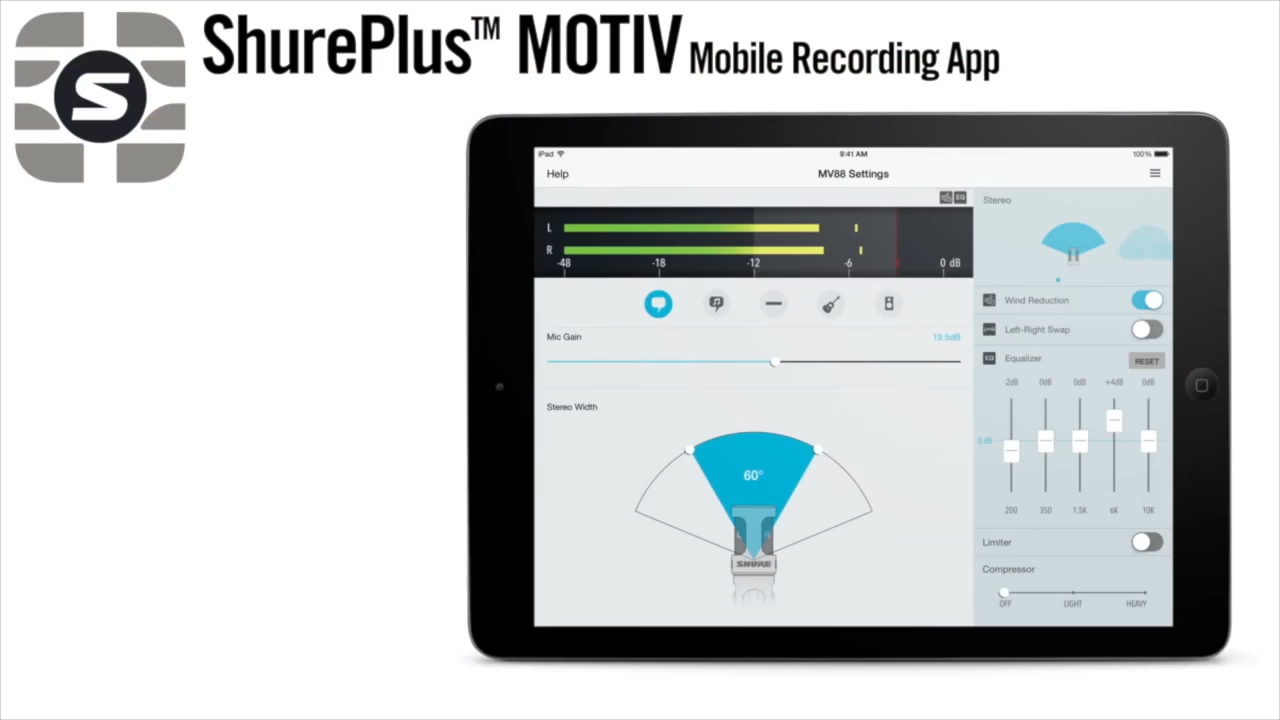 ShurePlus™ MOTIV Mobile Recording App
iPad 9:41 AM 100%
Help MV88 Settings
EQ
Stereo
L
R
-48 -18 -12 -6 0 dB
Wind Reduction
Left-Right Swap
Mic Gain 19.5dB
EQ Equalizer RESET
-2dB 0dB 0dB +4dB 0dB
Stereo Width
0 dB
60°
200 350 1.5K 6K 10K
Limiter
SHURE
Compressor
OFF LIGHT HEAVY